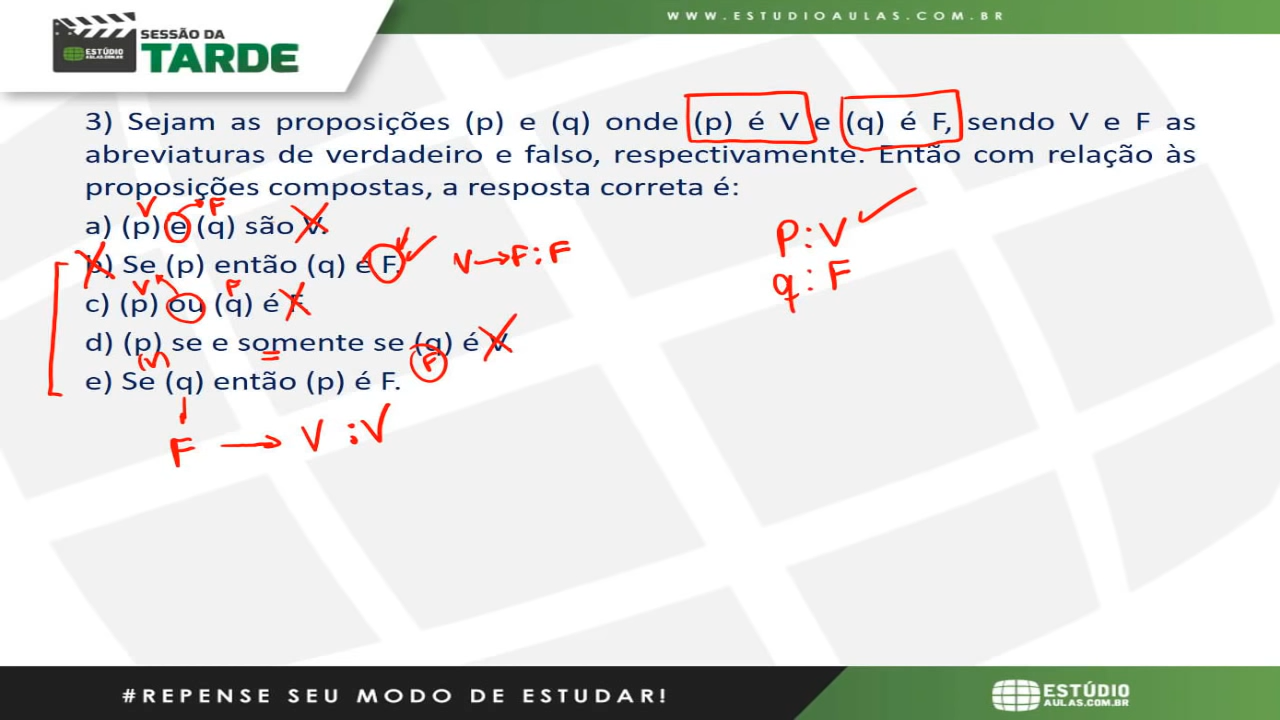 WWW.ESTUDIOAULAS.COM.BR
SESSÃO DA
ESTÚDIO
AULAS.COM.BR
TARDE
3) Sejam as proposições (p) e (q) onde (p) é V e (q) é F, sendo V e F as
abreviaturas de verdadeiro e falso, respectivamente. Então com relação às
proposições compostas, a resposta correta é:
V F
a) (p) e (q) são V.
P: V
b) Se (p) então (q) é F. V → F : F
q : F
V F
c) (p) ou (q) é F
d) (p) se e somente se (q) é V
(V) = F
e) Se (q) então (p) é F.
F → V : V
#REPENSE SEU MODO DE ESTUDAR!
ESTÚDIO
AULAS.COM.BR